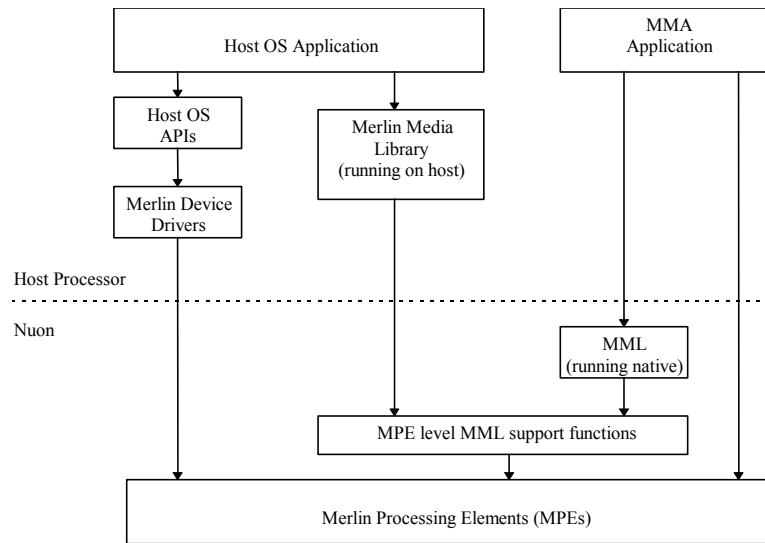 Host OS Application
MMA
Application
Host OS
APIs
Merlin Media
Library
(running on host)
Merlin Device
Drivers
Host Processor
Nuon
MML
(running native)
MPE level MML support functions
Merlin Processing Elements (MPEs)